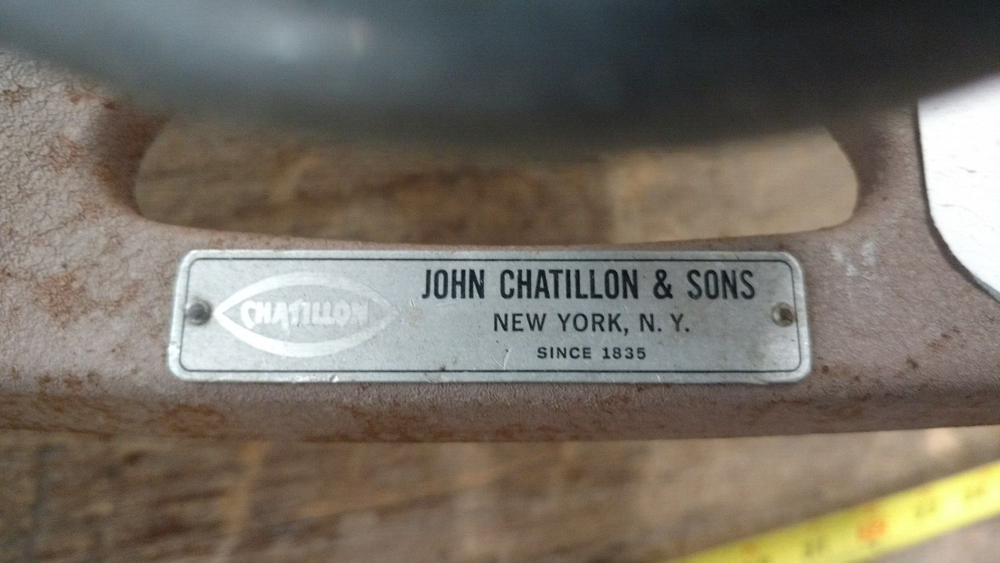 CHATILLON
JOHN CHATILLON & SONS
NEW YORK, N. Y.
SINCE 1835